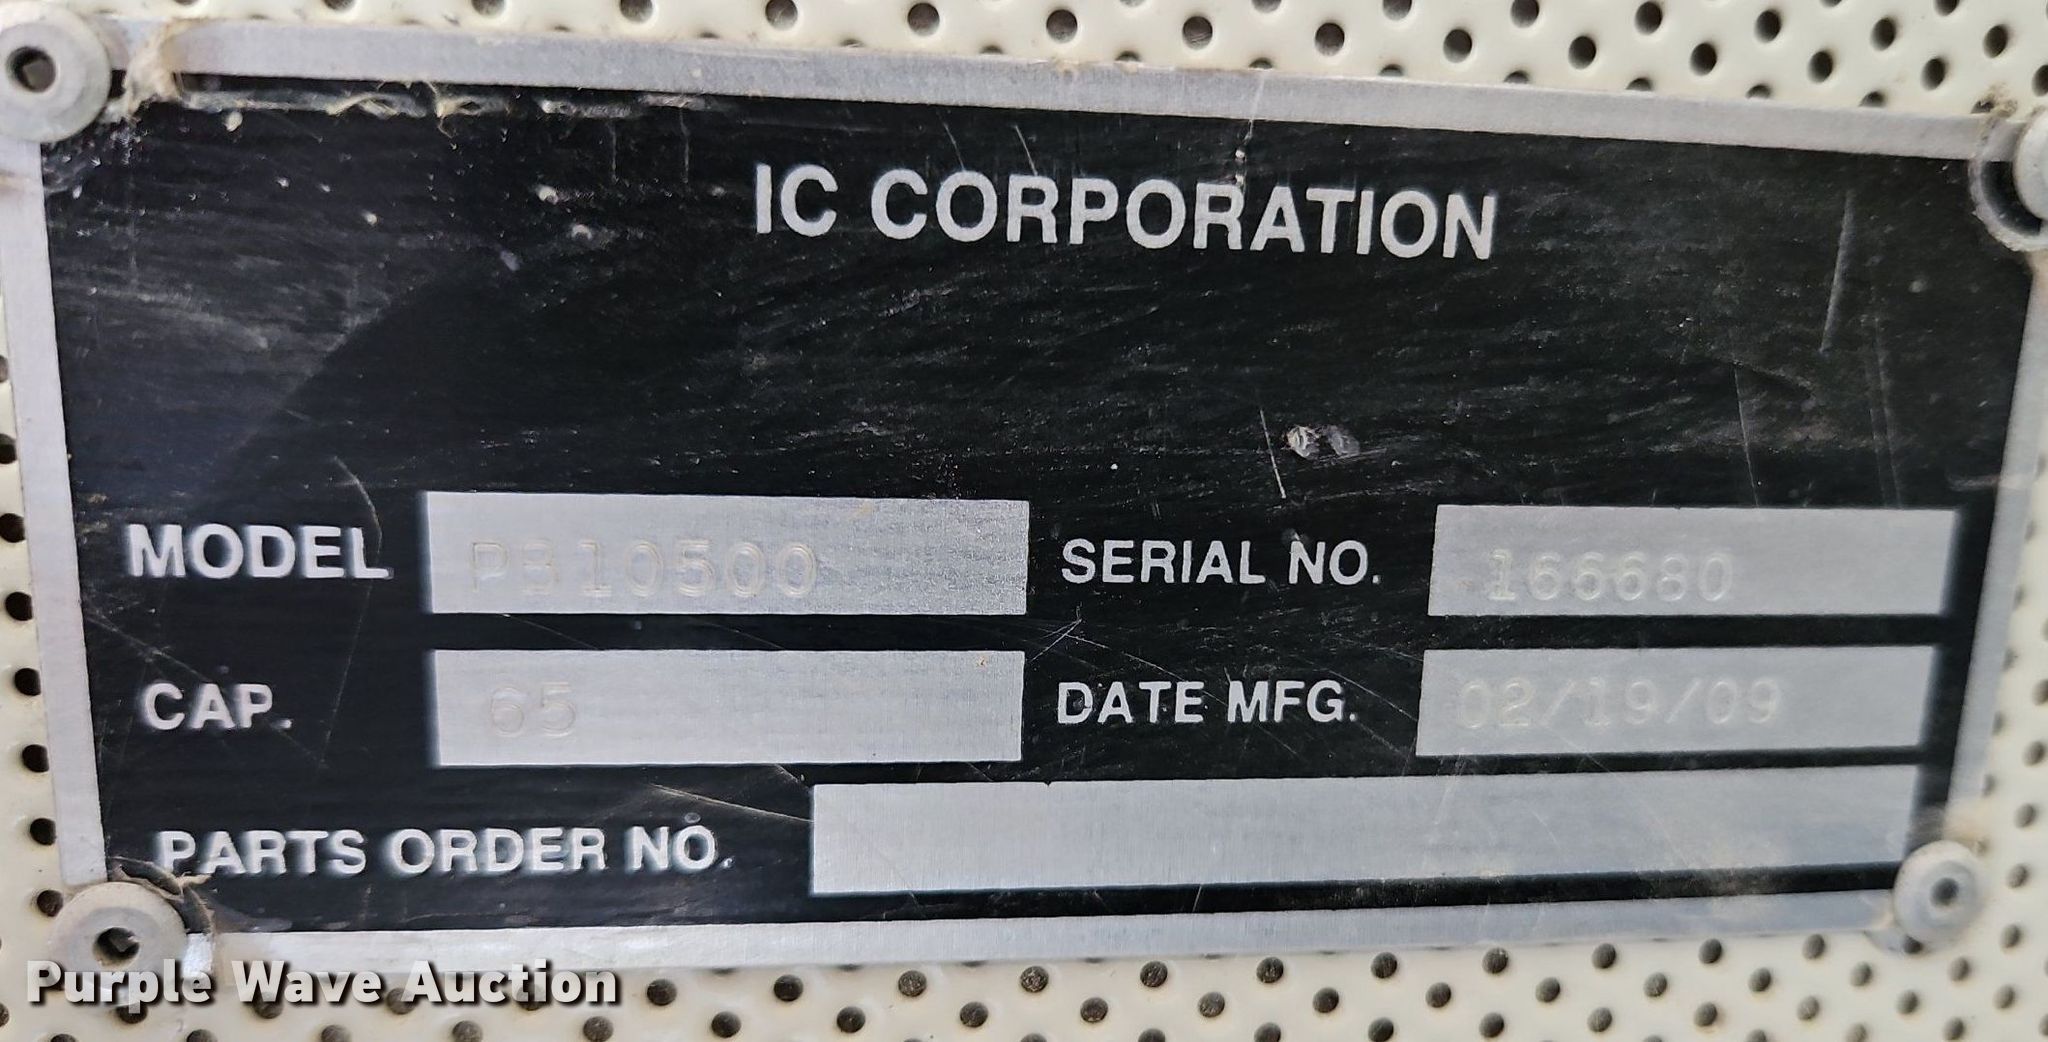 IC CORPORATION
MODEL PB10500 SERIAL NO. 166680
CAP. 65 DATE MFG. 02/19/09
PARTS ORDER NO.
Purple Wave Auction